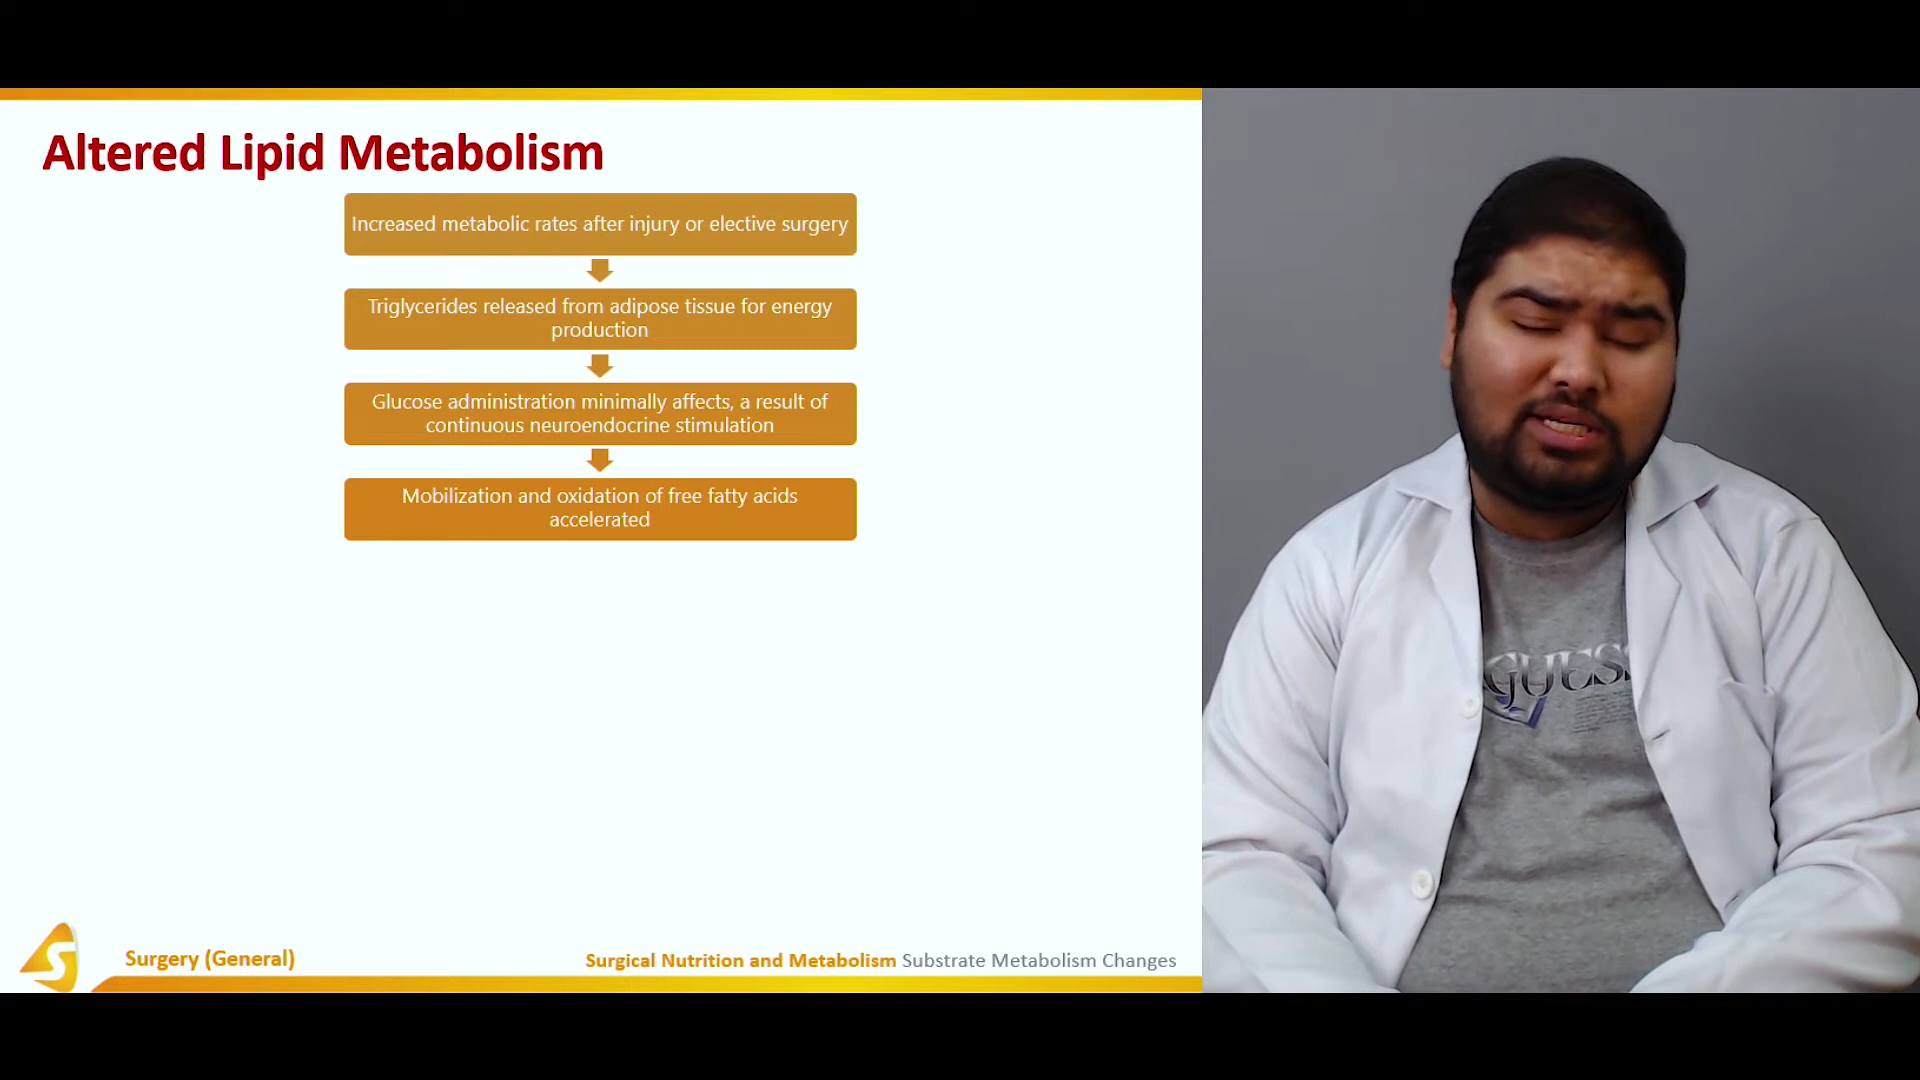 Altered Lipid Metabolism
Increased metabolic rates after injury or elective surgery
Triglycerides released from adipose tissue for energy
production
Glucose administration minimally affects, a result of
continuous neuroendocrine stimulation
Mobilization and oxidation of free fatty acids
accelerated
GUESS
S
Surgery (General)
Surgical Nutrition and Metabolism Substrate Metabolism Changes